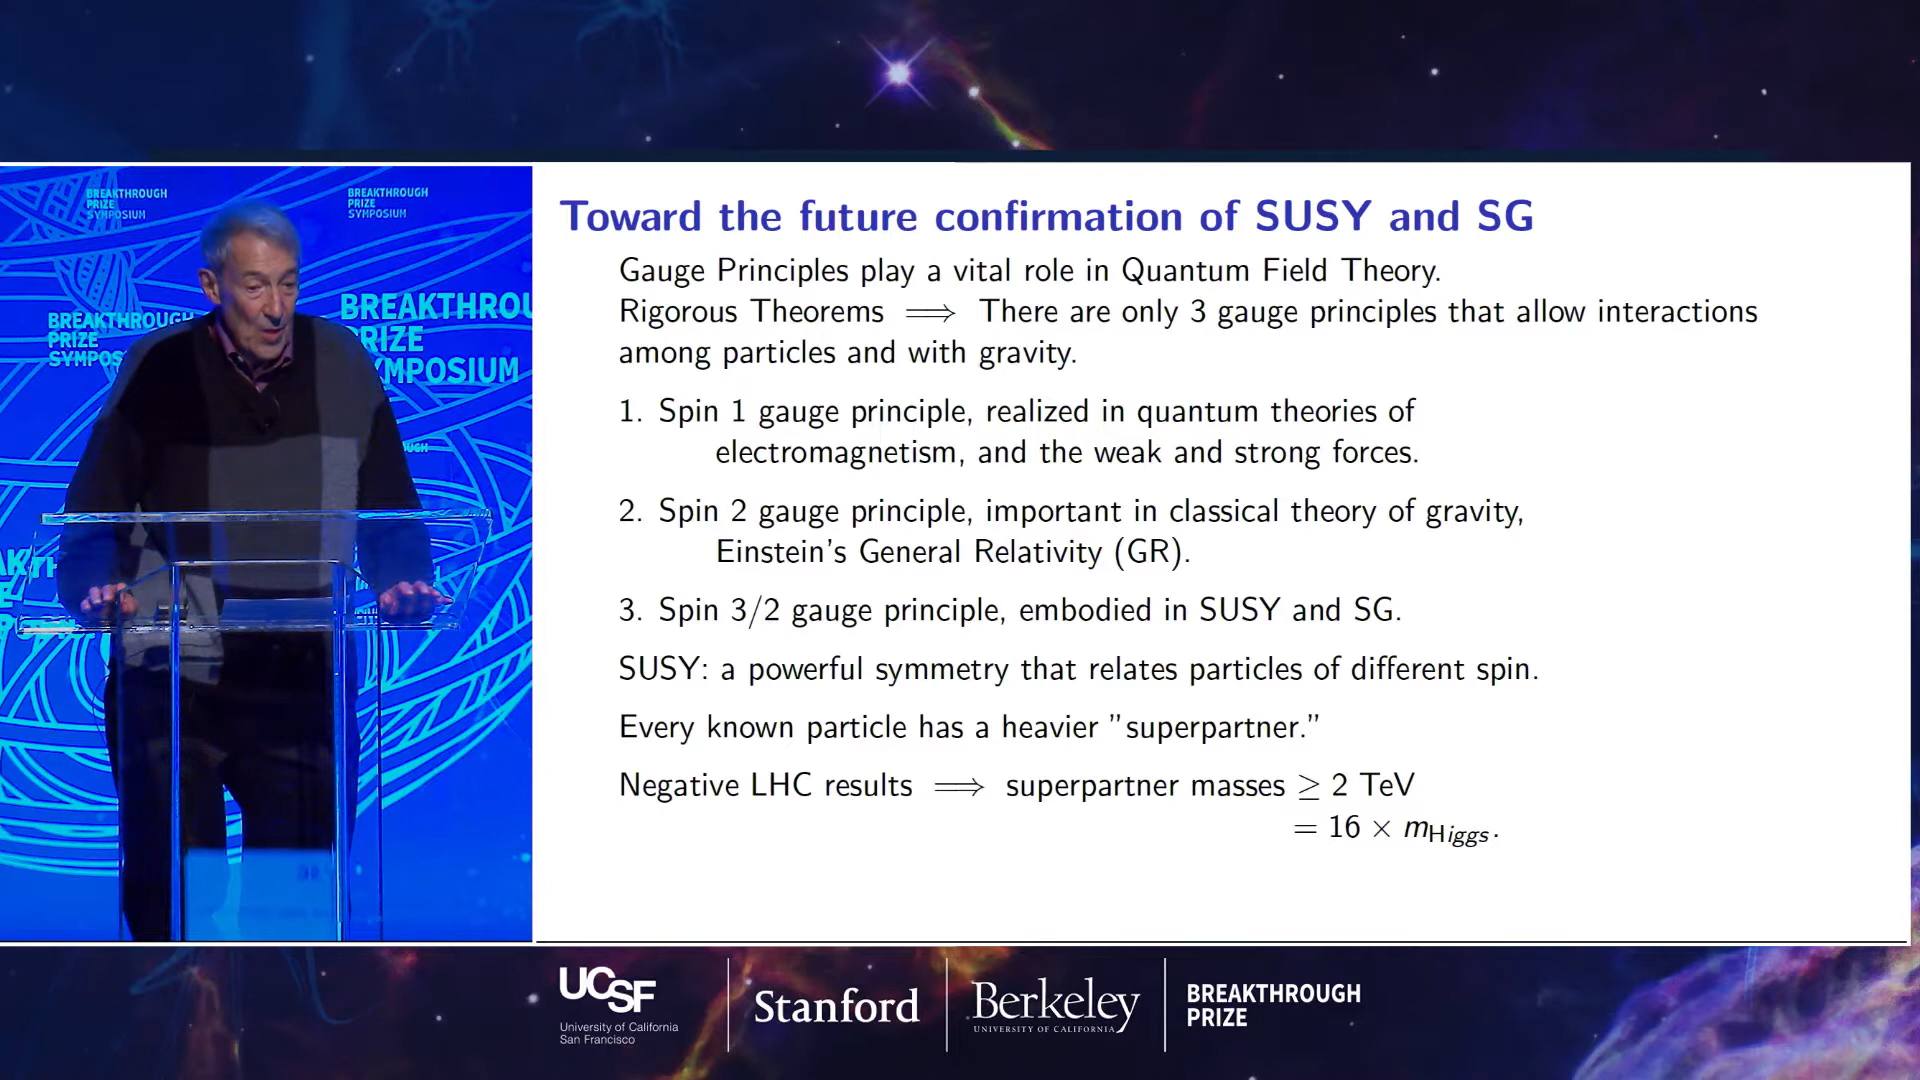 BREAKTHROUGH
PRIZE
SYMPOSIUM
BREAKTHROUGH
PRIZE
SYMPOSIUM
BREAKTHROUGH
PRIZE
SYMPOS
BREAKTHROU
PRIZE
YMPOSIUM
Toward the future confirmation of SUSY and SG
Gauge Principles play a vital role in Quantum Field Theory.
Rigorous Theorems ⟹ There are only 3 gauge principles that allow interactions
among particles and with gravity.
1. Spin 1 gauge principle, realized in quantum theories of
electromagnetism, and the weak and strong forces.
2. Spin 2 gauge principle, important in classical theory of gravity,
Einstein's General Relativity (GR).
3. Spin 3/2 gauge principle, embodied in SUSY and SG.
SUSY: a powerful symmetry that relates particles of different spin.
Every known particle has a heavier ”superpartner.”
Negative LHC results ⟹ superpartner masses ≥ 2 TeV
= 16 × mHiggs.
UCSF
University of California
San Francisco
Stanford
Berkeley
UNIVERSITY OF CALIFORNIA
BREAKTHROUGH
PRIZE